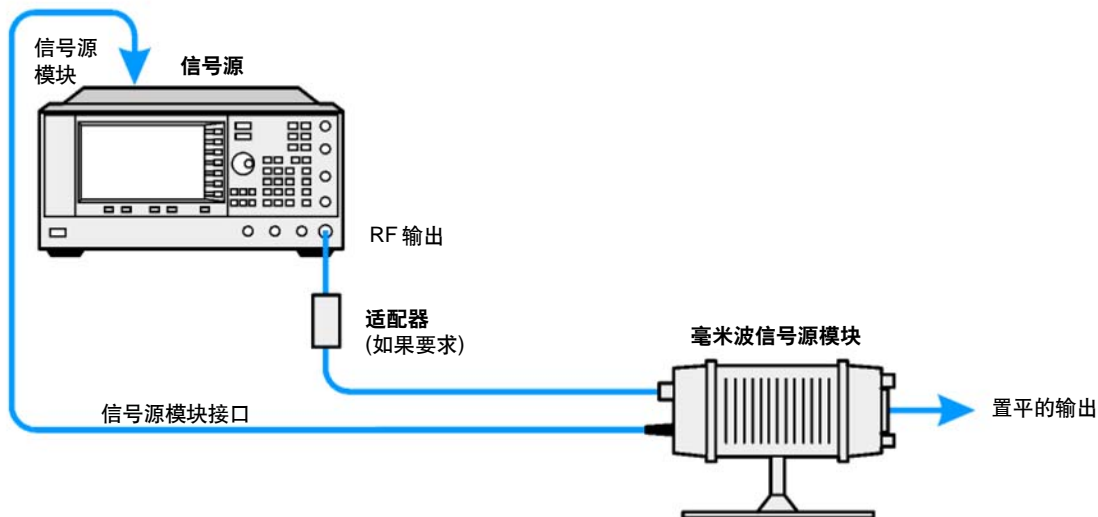 信号源
模块
信号源
RF 输出
适配器
(如果要求)
毫米波信号源模块
信号源模块接口
置平的输出